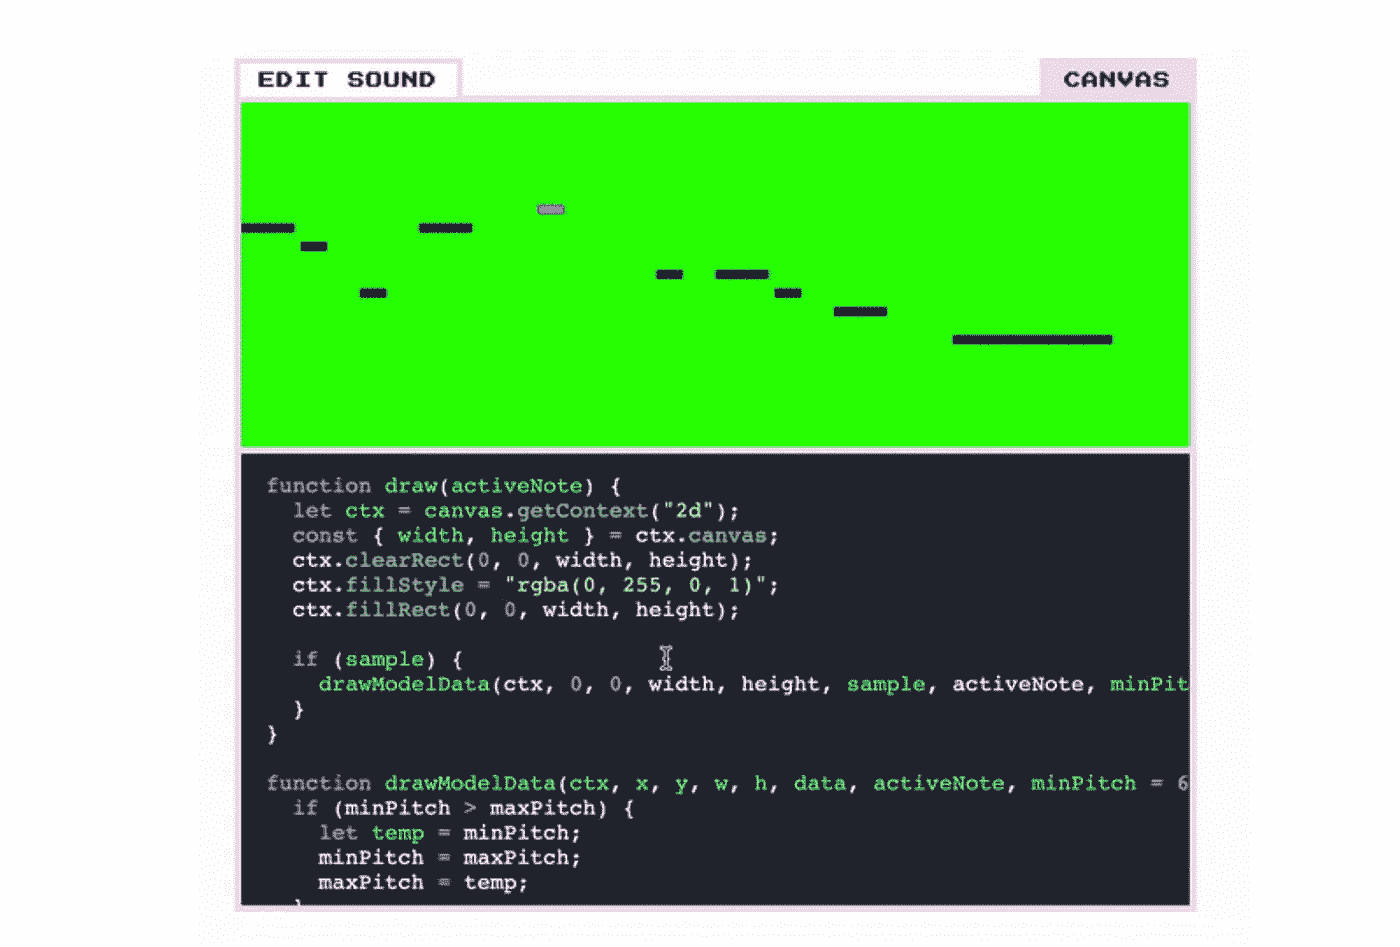 EDIT SOUND
CANVAS
function draw(activeNote) {
  let ctx = canvas.getContext("2d");
  const { width, height } = ctx.canvas;
  ctx.clearRect(0, 0, width, height);
  ctx.fillStyle = "rgba(0, 255, 0, 1)";
  ctx.fillRect(0, 0, width, height);
  if (sample) {
    drawModelData(ctx, 0, 0, width, height, sample, activeNote, minPit
  }
}
function drawModelData(ctx, x, y, w, h, data, activeNote, minPitch = 6
  if (minPitch > maxPitch) {
    let temp = minPitch;
    minPitch = maxPitch;
    maxPitch = temp;
  }